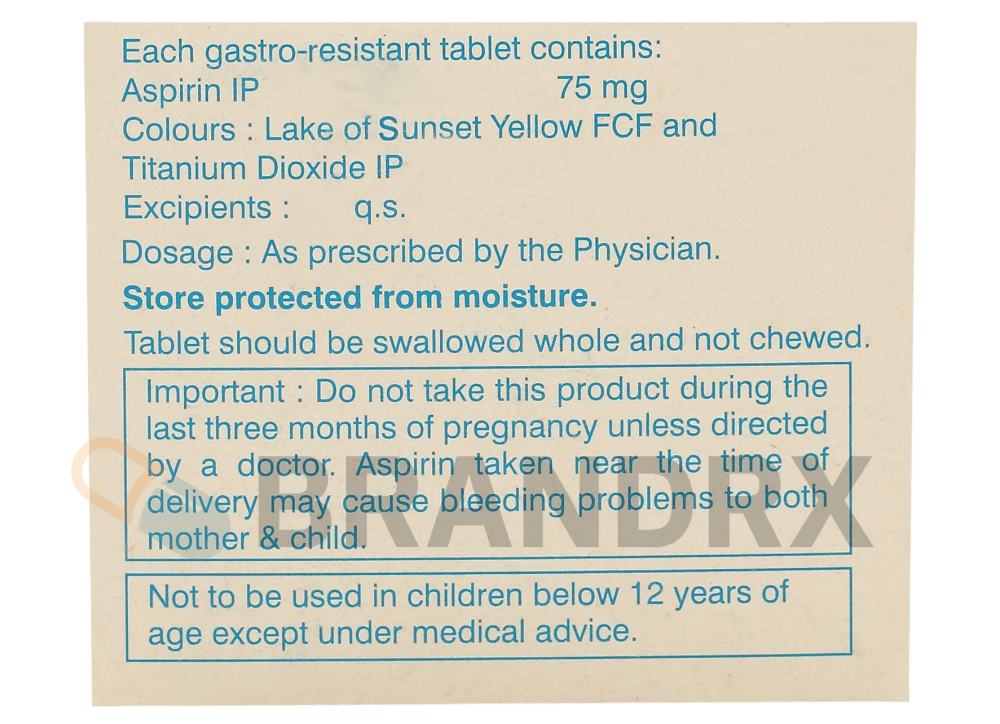 Each gastro-resistant tablet contains:
Aspirin IP 75 mg
Colours : Lake of Sunset Yellow FCF and
Titanium Dioxide IP
Excipients : q.s.
Dosage : As prescribed by the Physician.
Store protected from moisture.
Tablet should be swallowed whole and not chewed.
Important : Do not take this product during the
last three months of pregnancy unless directed
by a doctor. Aspirin taken near the time of
delivery may cause bleeding problems to both
mother & child.
BRANDRX
Not to be used in children below 12 years of
age except under medical advice.